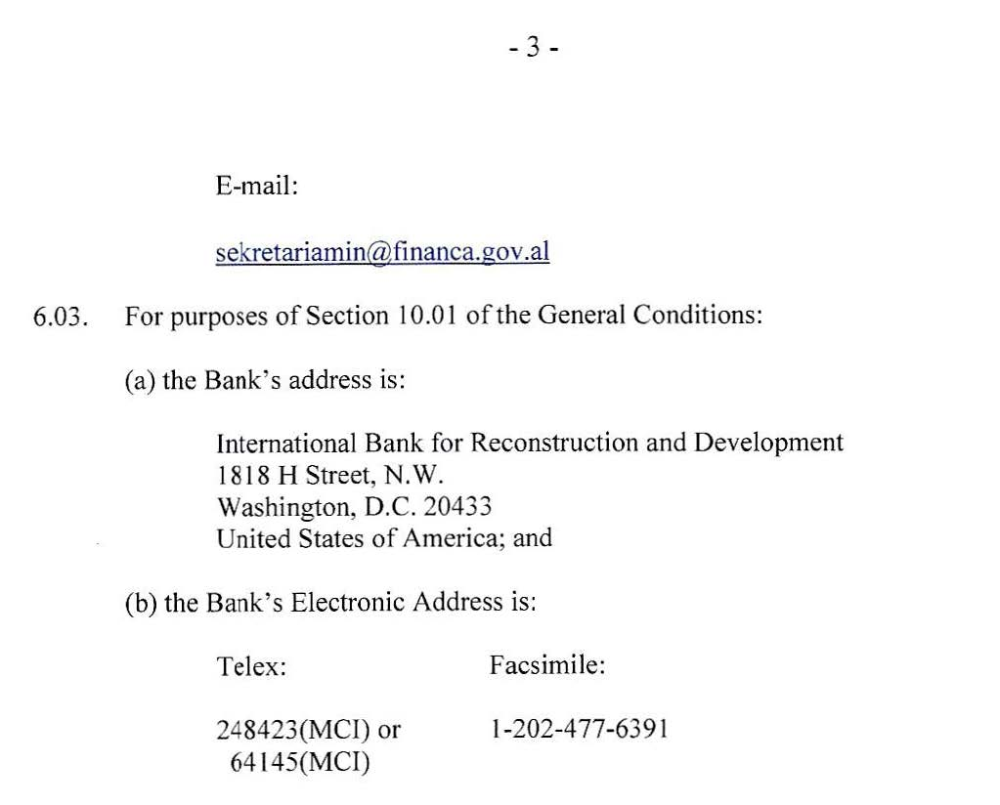 - 3 -
E-mail:
sekretariamin@financa.gov.al
6.03. For purposes of Section 10.01 of the General Conditions:
(a) the Bank's address is:
International Bank for Reconstruction and Development
1818 H Street, N.W.
Washington, D.C. 20433
United States of America; and
(b) the Bank's Electronic Address is:
Telex: Facsimile:
248423(MCI) or 1-202-477-6391
64145(MCI)